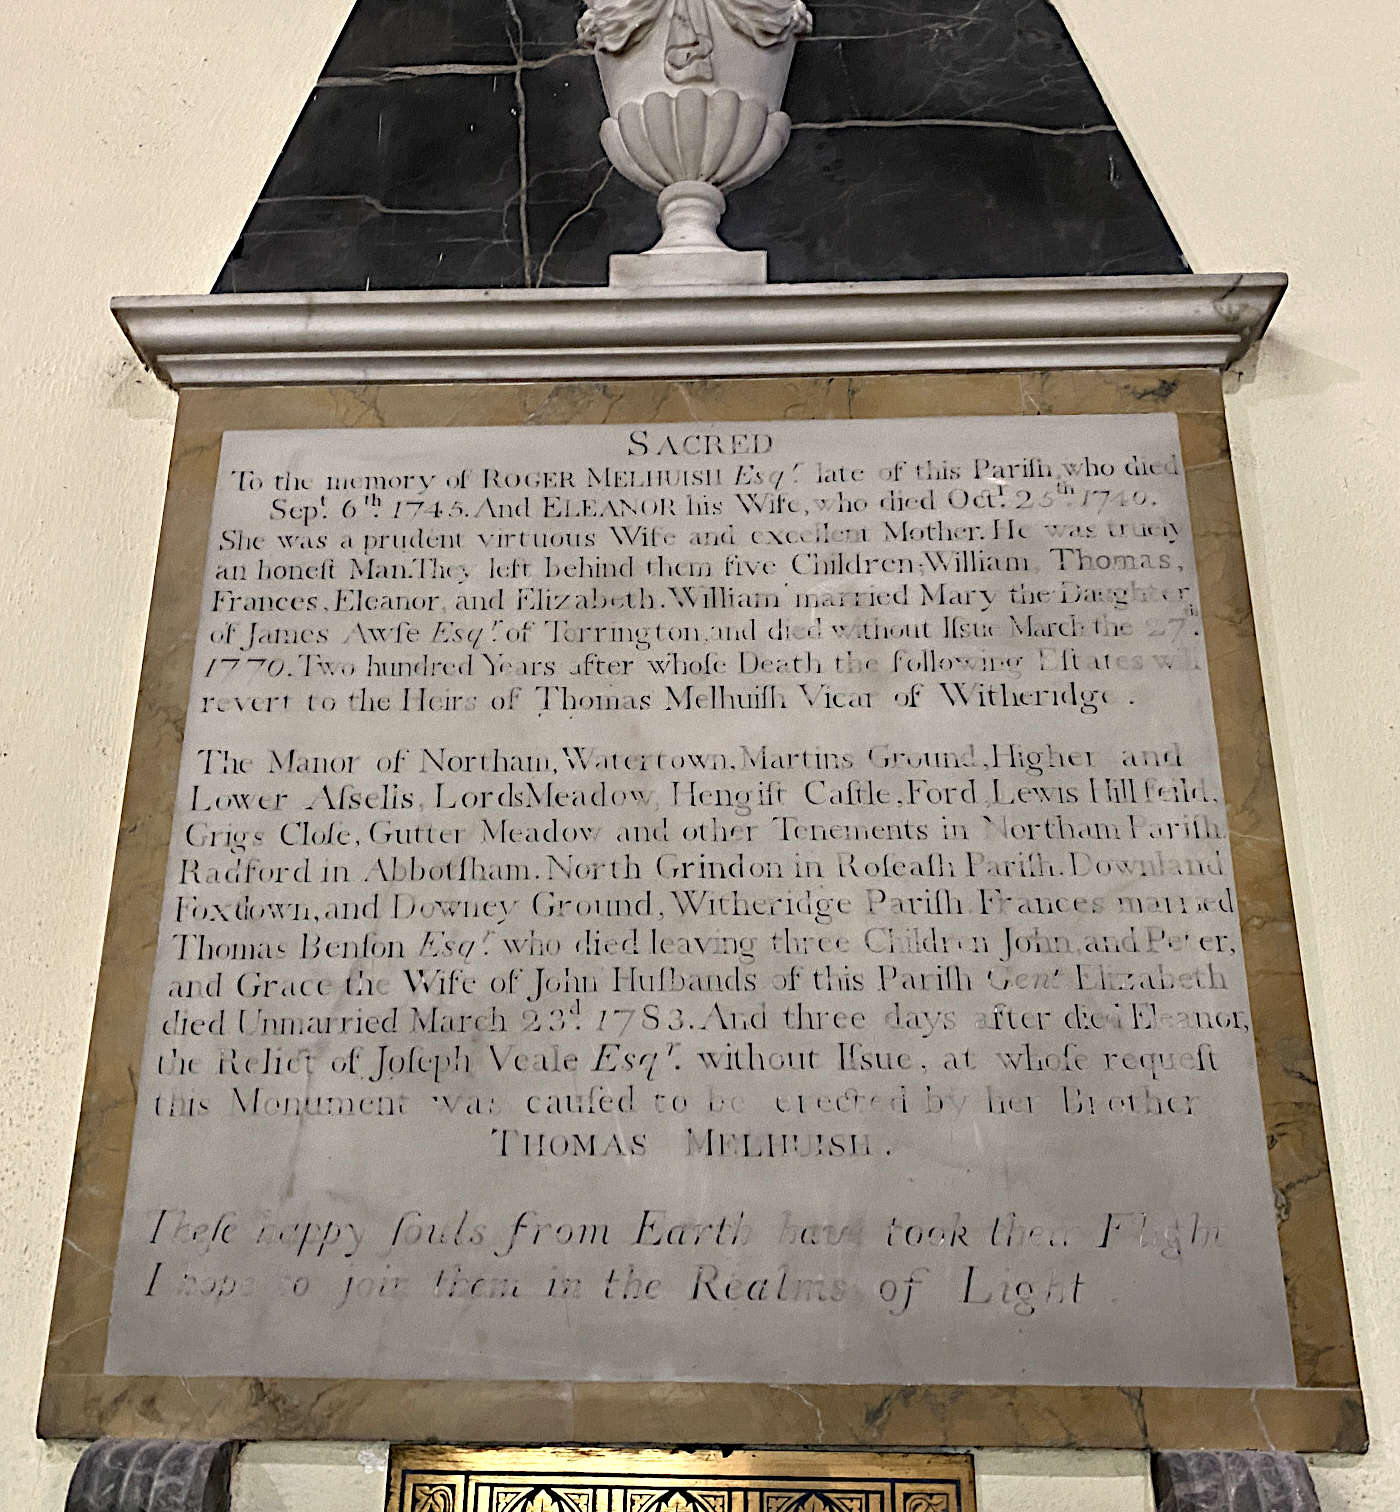 SACRED
To the memory of ROGER MELHUISH Esqr. late of this Pariſh, who died
Sept. 6th. 1745. And ELEANOR his Wife, who died Octr. 25th. 1740.
She was a prudent virtuous Wife and excellent Mother. He was truely
an honeſt Man. They left behind them five Children; William, Thomas,
Frances, Eleanor, and Elizabeth. William married Mary the Daughter
of James Awſe Esqr. of Torrington, and died without Iſsue March the 27th.
1770. Two hundred Years after whoſe Death the following Eſtates will
revert to the Heirs of Thomas Melhuiſh Vicar of Witheridge.
The Manor of Northam, Watertown, Martins Ground, Higher and
Lower Aſsells, LordsMeadow, Hengiſt Caſtle, Ford, Lewis Hill feild,
Grigs Cloſe, Gutter Meadow and other Tenements in Northam Pariſh.
Radford in Abbotſham. North Grindon in Roſeaſh Pariſh. Downland
Foxdown, and Downey Ground, Witheridge Pariſh. Frances married
Thomas Benſon Esqr. who died leaving three Children John, and Peter,
and Grace the Wife of John Huſbands of this Pariſh Gent Elizabeth
died Unmarried March 23d. 1783. And three days after died Eleanor,
the Relict of Joſeph Veale Esqr. without Iſsue, at whoſe requeſt
this Monument was cauſed to be erected by her Brother
THOMAS MELHUISH.
Theſe happy ſouls from Earth have took their Flight
I hope to join them in the Realms of Light